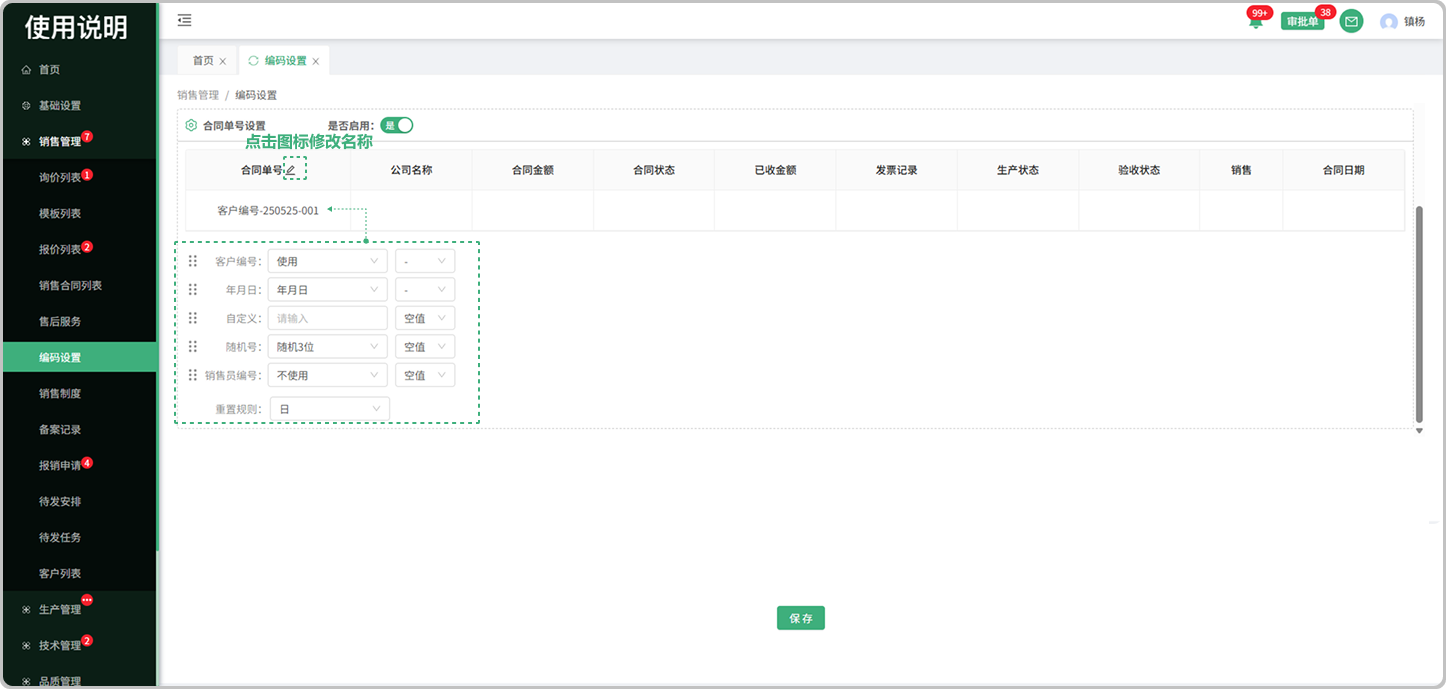 使用说明
首页
基础设置
销售管理 7
询价列表 1
模板列表
报价列表 2
销售合同列表
售后服务
编码设置
销售制度
备案记录
报销申请 4
待发安排
待发任务
客户列表
生产管理 •••
技术管理 2
品质管理
99+ 审批单 38 镇杨
首页 × 编码设置 ×
销售管理 / 编码设置
合同单号设置 是否启用： 是
点击图标修改名称
合同单号 公司名称 合同金额 合同状态 已收金额 发票记录 生产状态 验收状态 销售 合同日期
客户编号-250525-001
客户编号： 使用 -
年月日： 年月日 -
自定义： 请输入 空值
随机号： 随机3位 空值
销售员编号： 不使用 空值
重置规则： 日
保存